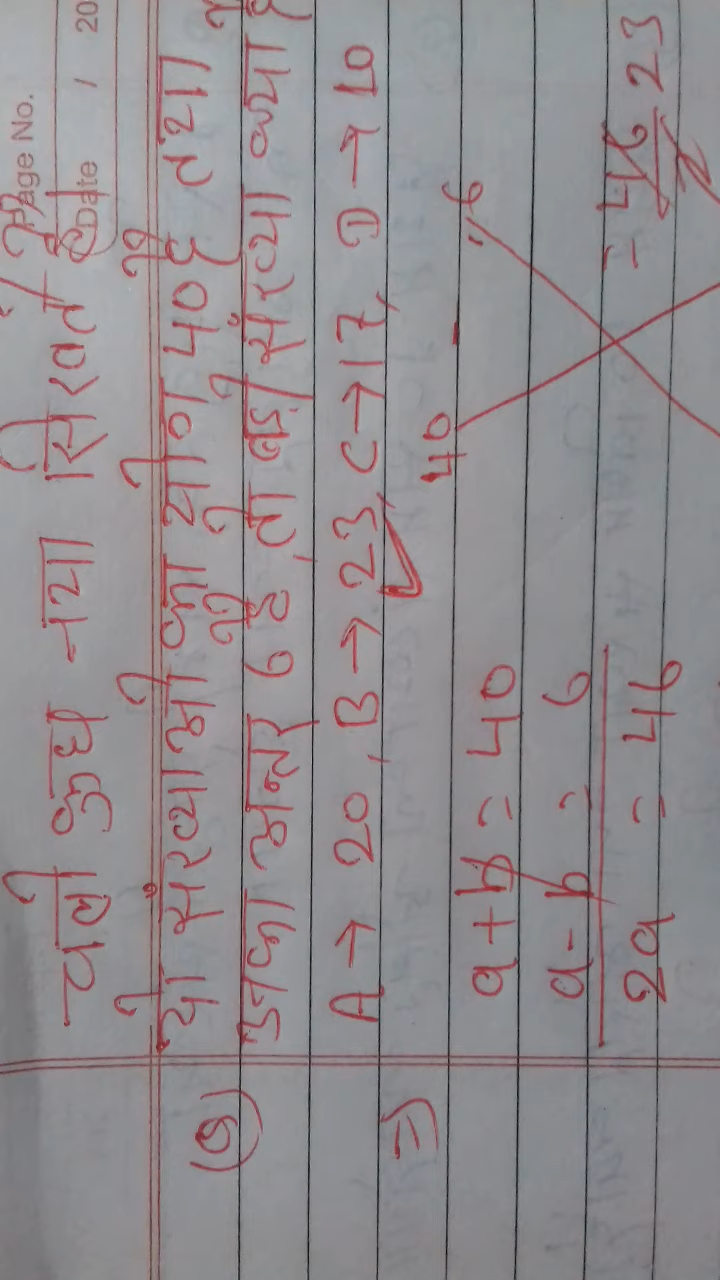 Page No.
Date / 20
चलो कुछ नया सिखते हैं
(Q) दो संख्याओं का योग 40 है तथा
उनका अन्तर 6 है, तो बड़ी संख्या क्या है
A → 20, B → 23, C → 17, D → 10
⇒)
40 - 6
a + b = 40
a - b = 6
2a = 46
= 46 23
2